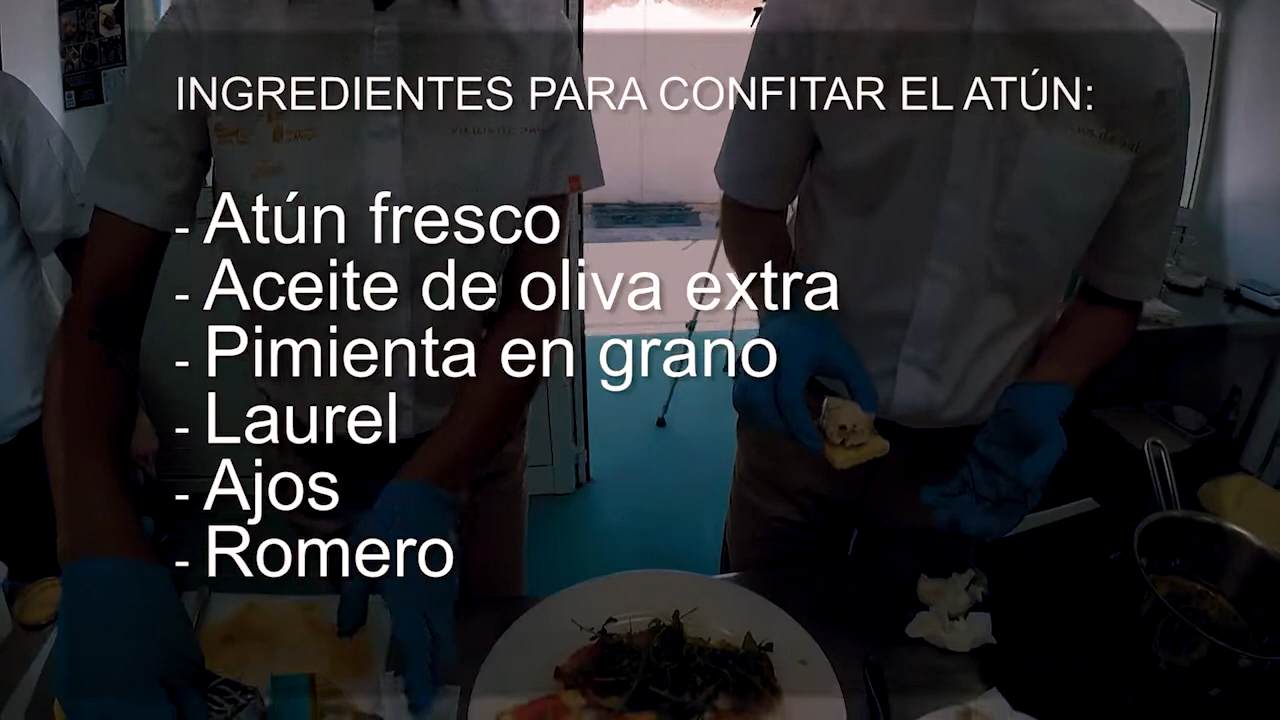 INGREDIENTES PARA CONFITAR EL ATÚN:
- Atún fresco
- Aceite de oliva extra
- Pimienta en grano
- Laurel
- Ajos
- Romero